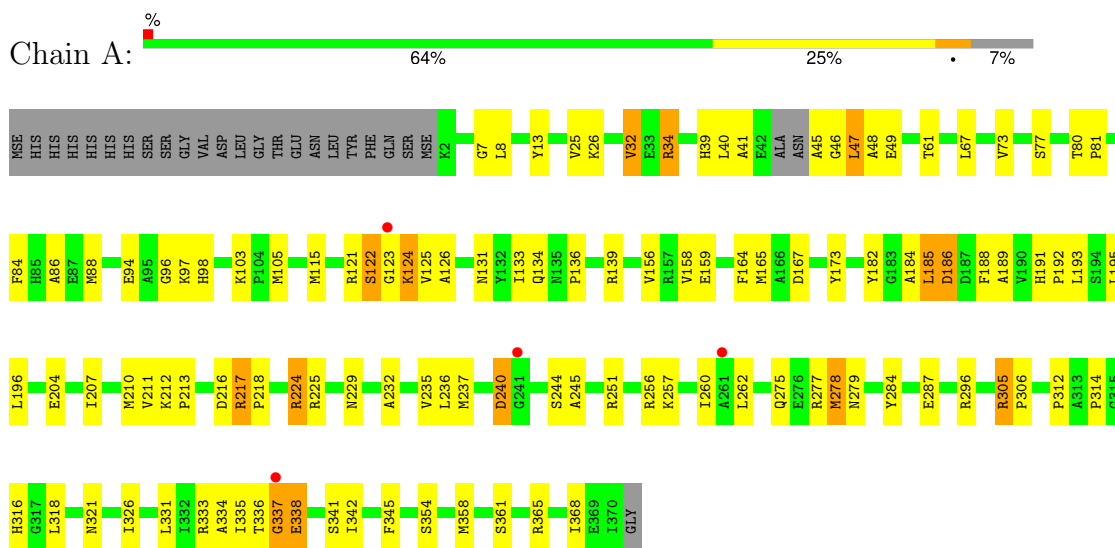 %
Chain A:
64% 25% • 7%
MSE HIS HIS HIS HIS HIS HIS SER SER GLY VAL ASP LEU GLY THR GLU ASN LEU TYR PHE GLN SER MSE K2 G7 L8 Y13 V25 K26 V32 E33 R34 H39 L40 A41 E42 ALA ASN A45 G46 L47 A48 E49 T61 L67 V73 S77 T80 P81
F84 H85 A86 E87 M88 E94 A95 G96 K97 H98 K103 P104 M105 M115 R121 S122 G123 K124 V125 A126 N131 Y132 I133 Q134 N135 P136 R139 V156 R157 V158 E159 F164 M165 A166 D167 Y173 Y182 G183 A184 L185 D186 D187 F188 A189 V190 H191 P192 L193 S194 L195
L196 E204 I207 M210 V211 K212 P213 D216 R217 P218 R224 R225 N229 A232 V235 L236 M237 D240 G241 S244 A245 R251 R256 K257 I260 A261 L262 Q275 E276 R277 M278 N279 Y284 E287 R296 R305 P306 P312 A313 P314 G315
H316 G317 L318 N321 I326 L331 I332 R333 A334 I335 T336 G337 E338 S341 I342 F345 S354 M358 S361 R365 I368 E369 I370 GLY